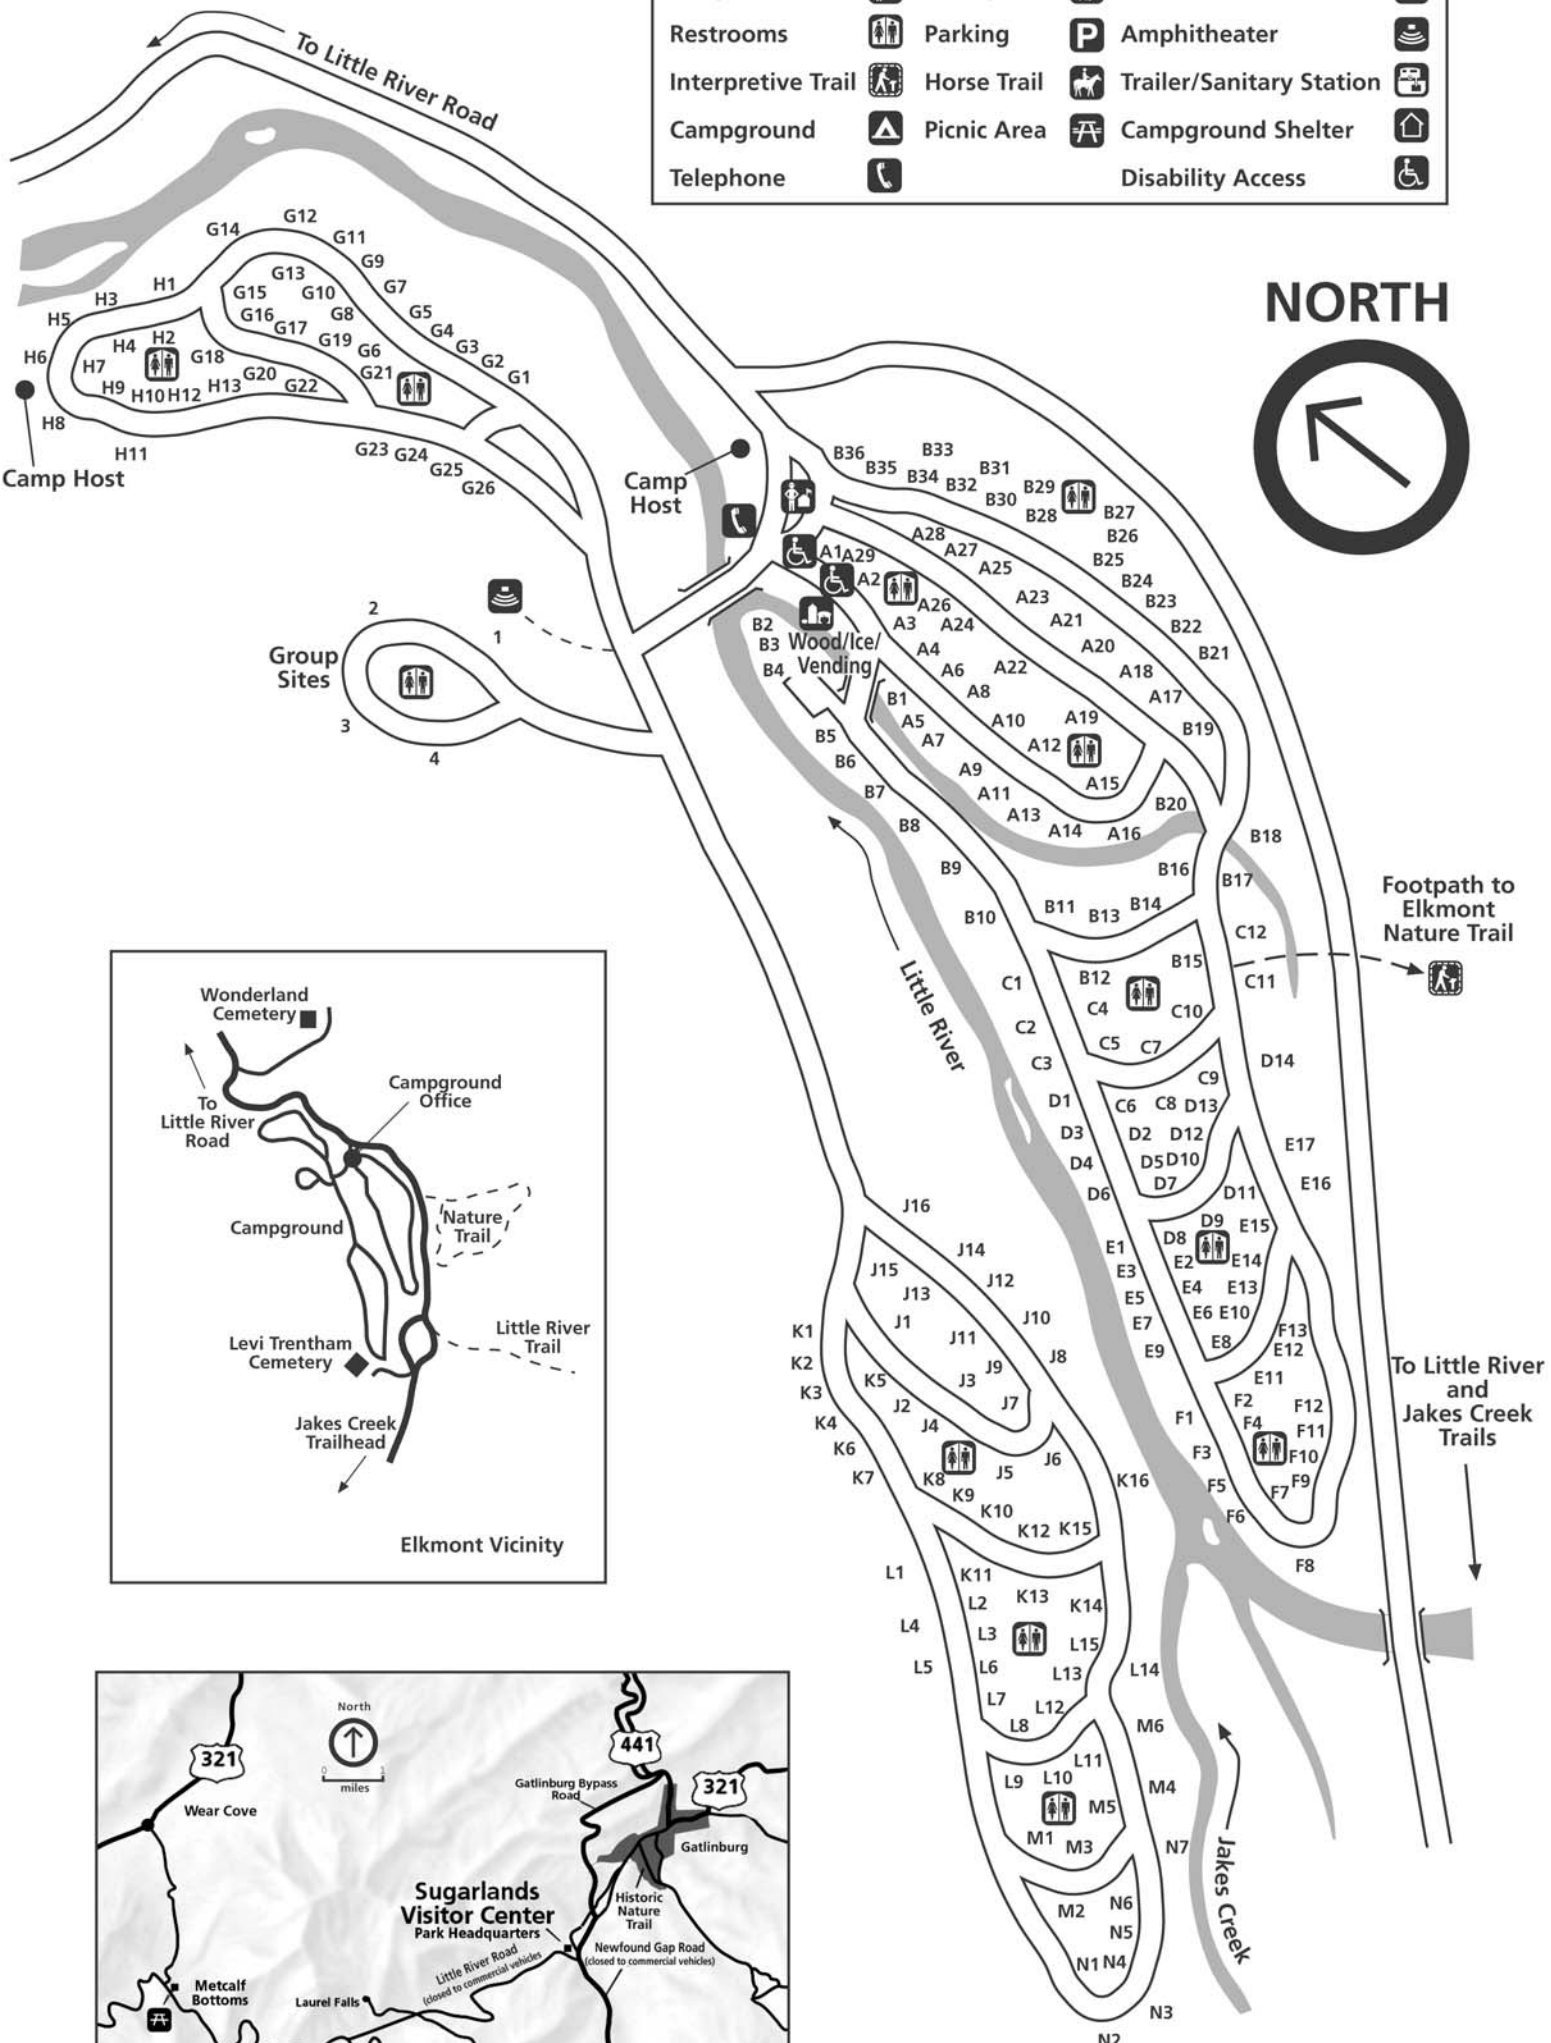 Restrooms
Parking
P
Amphitheater
Interpretive Trail
Horse Trail
Trailer/Sanitary Station
Campground
Picnic Area
Campground Shelter
Telephone
Disability Access
To Little River Road
NORTH
G14
G12
G11
G9
G7
G5
G4
G3
G2
G1
G13
G15
G10
G16
G8
G17
G19
G6
G21
H1
H3
H5
H2
H4
G18
H6
H7
G20
G22
H9
H10
H12
H13
H8
H11
G23
G24
G25
G26
Camp Host
Camp
Host
B36
B35
B33
B34
B32
B31
B30
B29
B28
B27
B26
B25
B24
B23
B22
B21
A28
A27
A25
A23
A21
A20
A18
A17
B19
A1
A29
A2
A26
A24
A3
A4
A22
A6
A8
A10
A19
A12
A15
B2
B3
B4
Wood/Ice/
Vending
B1
A5
A7
A9
A11
A13
A14
A16
B20
B5
B6
B7
B8
B9
B10
B18
B16
B17
B11
B13
B14
Group
Sites
1
2
3
4
Footpath to
Elkmont
Nature Trail
C12
B15
B12
C11
C1
C4
C10
C2
C5
C7
C3
D14
C9
D1
C6
C8
D13
D3
D2
D12
D4
D5
D10
D7
D6
E17
E16
D11
D9
E15
D8
E1
E2
E14
E3
E4
E13
E5
E6
E10
E7
E8
E9
F13
E12
E11
F2
F12
F1
F4
F11
F3
F10
F5
F7
F9
F6
F8
Little River
To Little River
and
Jakes Creek
Trails
J16
J14
J12
J10
J8
J15
J13
J1
J11
J9
J3
J7
K1
K2
K3
K4
K6
K7
K5
J2
J4
J6
J5
K8
K9
K10
K12
K15
K16
L1
K11
K13
K14
L2
L4
L3
L15
L5
L6
L13
L14
L7
L12
L8
M6
L11
L9
L10
M4
M5
M1
M3
N7
M2
N6
N5
N1
N4
N3
N2
Jakes Creek
Wonderland
Cemetery
To
Little River
Road
Campground
Office
Campground
Nature
Trail
Levi Trentham
Cemetery
Little River
Trail
Jakes Creek
Trailhead
Elkmont Vicinity
North
0 1
miles
321
441
321
Wear Cove
Gatlinburg Bypass
Road
Gatlinburg
Sugarlands
Visitor Center
Park Headquarters
Historic
Nature
Trail
Newfound Gap Road
(closed to commercial vehicles)
Little River Road
(closed to commercial vehicles
Metcalf
Bottoms
Laurel Falls